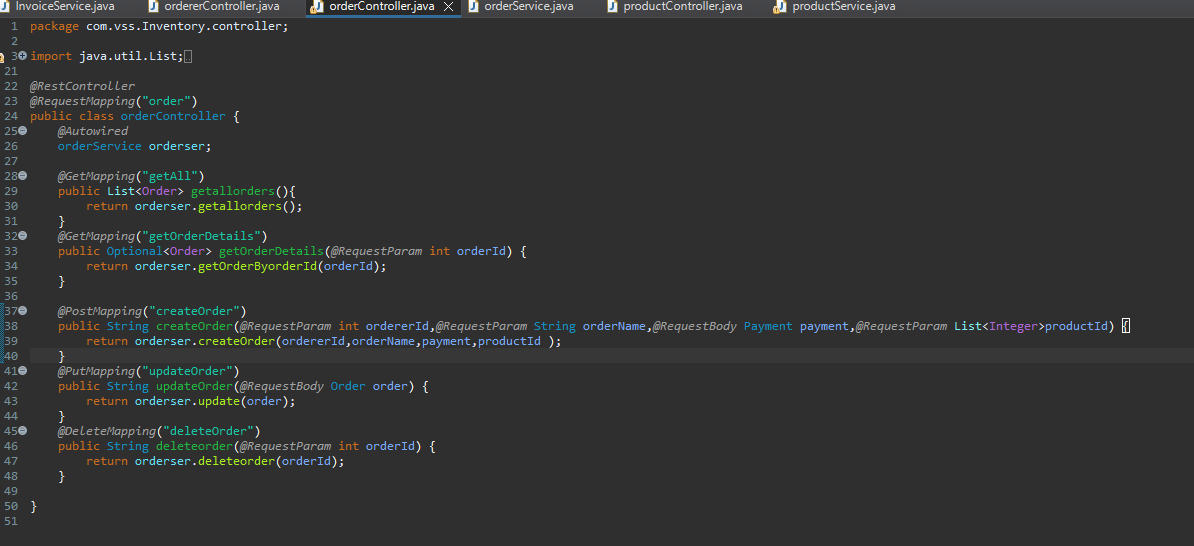 InvoiceService.java ordererController.java orderController.java orderService.java productController.java productService.java
1 package com.vss.Inventory.controller;
2
3 import java.util.List;
21
22 @RestController
23 @RequestMapping("order")
24 public class orderController {
25 @Autowired
26 orderService orderser;
27
28 @GetMapping("getAll")
29 public List<Order> getallorders(){
30 return orderser.getallorders();
31 }
32 @GetMapping("getOrderDetails")
33 public Optional<Order> getOrderDetails(@RequestParam int orderId) {
34 return orderser.getOrderByorderId(orderId);
35 }
36
37 @PostMapping("createOrder")
38 public String createOrder(@RequestParam int ordererId,@RequestParam String orderName,@RequestBody Payment payment,@RequestParam List<Integer>productId) {
39 return orderser.createOrder(ordererId,orderName,payment,productId );
40 }
41 @PutMapping("updateOrder")
42 public String updateOrder(@RequestBody Order order) {
43 return orderser.update(order);
44 }
45 @DeleteMapping("deleteOrder")
46 public String deleteorder(@RequestParam int orderId) {
47 return orderser.deleteorder(orderId);
48 }
49
50 }
51